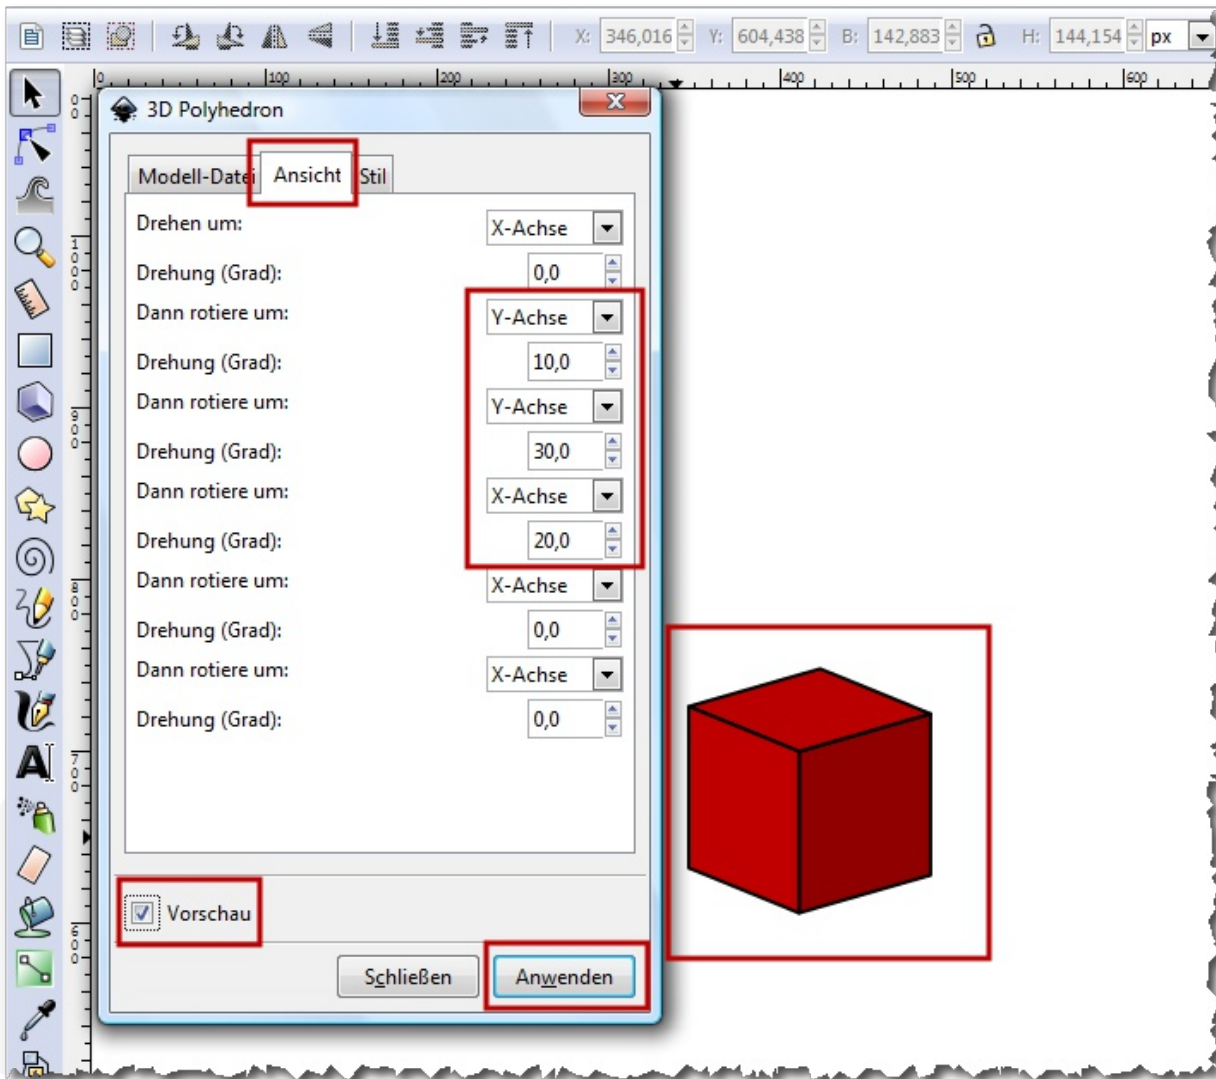 X: 346,016 Y: 604,438 B: 142,883 H: 144,154 px
0 100 200 300 400 500 600
3D Polyhedron
Modell-Datei Ansicht Stil
Drehen um: X-Achse
Drehung (Grad): 0,0
Dann rotiere um: Y-Achse
Drehung (Grad): 10,0
Dann rotiere um: Y-Achse
Drehung (Grad): 30,0
Dann rotiere um: X-Achse
Drehung (Grad): 20,0
Dann rotiere um: X-Achse
Drehung (Grad): 0,0
Dann rotiere um: X-Achse
Drehung (Grad): 0,0
Vorschau
Schließen Anwenden